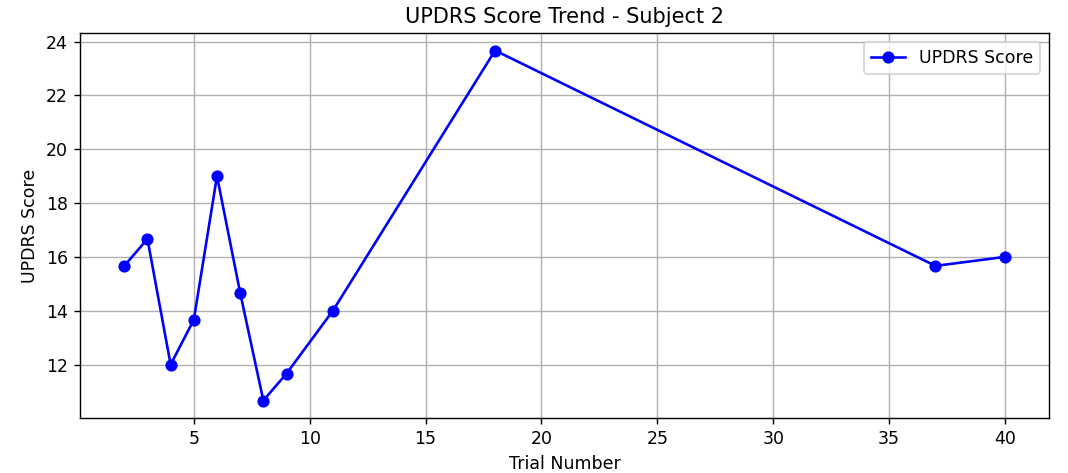 UPDRS Score Trend - Subject 2
UPDRS Score
24
22
20
18
16
14
12
UPDRS Score
5 10 15 20 25 30 35 40
Trial Number